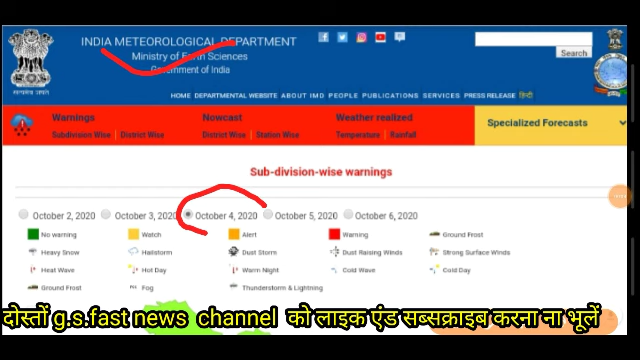 INDIA METEOROLOGICAL DEPARTMENT
Ministry of Earth Sciences
Government of India
Search
HOME DEPARTMENTAL WEBSITE ABOUT IMD PEOPLE PUBLICATIONS SERVICES PRESS RELEASE हिन्दी
Warnings Nowcast Weather realized Specialized Forecasts
Subdivision Wise | District Wise District Wise | Station Wise Temperature | Rainfall
Sub-division-wise warnings
October 2, 2020 October 3, 2020 October 4, 2020 October 5, 2020 October 6, 2020
No warning Watch Alert Warning Ground Frost
Heavy Snow Hailstorm Dust Storm Dust Raising Winds Strong Surface Winds
Heat Wave Hot Day Warm Night Cold Wave Cold Day
Ground Frost Fog Thunderstorm & Lightning
दोस्तों g.s.fast news channel को लाइक एंड सब्सक्राइब करना ना भूलें